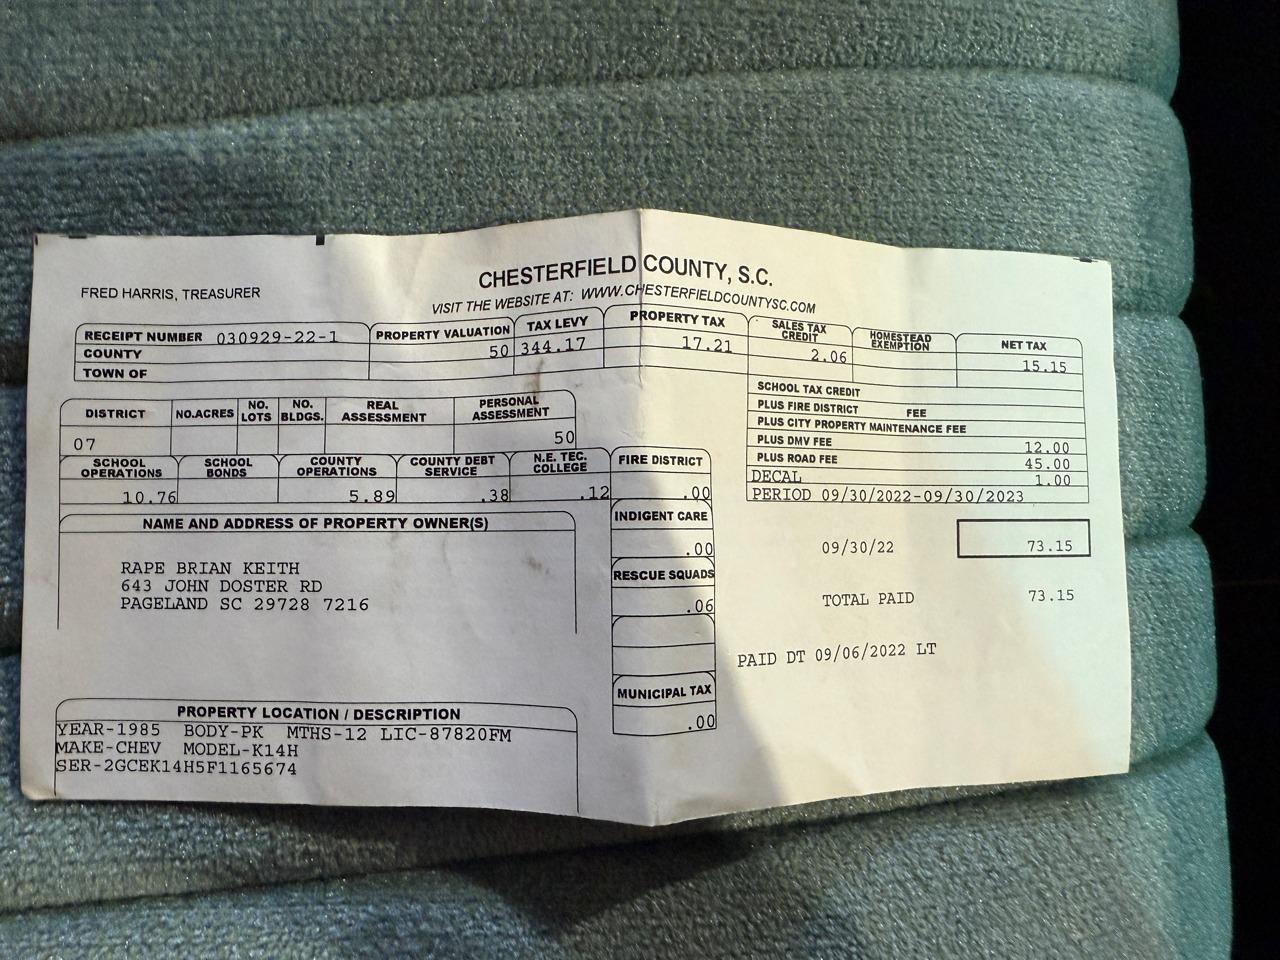 CHESTERFIELD COUNTY, S.C.
FRED HARRIS, TREASURER
VISIT THE WEBSITE AT: WWW.CHESTERFIELDCOUNTYSC.COM
RECEIPT NUMBER 030929-22-1
COUNTY
TOWN OF
PROPERTY VALUATION
50
TAX LEVY
344.17
PROPERTY TAX
17.21
SALES TAX CREDIT
2.06
HOMESTEAD EXEMPTION
NET TAX
15.15
SCHOOL TAX CREDIT
PLUS FIRE DISTRICT FEE
PLUS CITY PROPERTY MAINTENANCE FEE
PLUS DMV FEE 12.00
PLUS ROAD FEE 45.00
DECAL 1.00
PERIOD 09/30/2022-09/30/2023
DISTRICT
07
NO.ACRES
NO. LOTS
NO. BLDGS.
REAL ASSESSMENT
PERSONAL ASSESSMENT
50
SCHOOL OPERATIONS
10.76
SCHOOL BONDS
COUNTY OPERATIONS
5.89
COUNTY DEBT SERVICE
.38
N.E. TEC. COLLEGE
.12
FIRE DISTRICT
.00
INDIGENT CARE
.00
RESCUE SQUADS
.06
MUNICIPAL TAX
.00
NAME AND ADDRESS OF PROPERTY OWNER(S)
RAPE BRIAN KEITH
643 JOHN DOSTER RD
PAGELAND SC 29728 7216
09/30/22 73.15
TOTAL PAID 73.15
PAID DT 09/06/2022 LT
PROPERTY LOCATION / DESCRIPTION
YEAR-1985 BODY-PK MTHS-12 LIC-87820FM
MAKE-CHEV MODEL-K14H
SER-2GCEK14H5F1165674